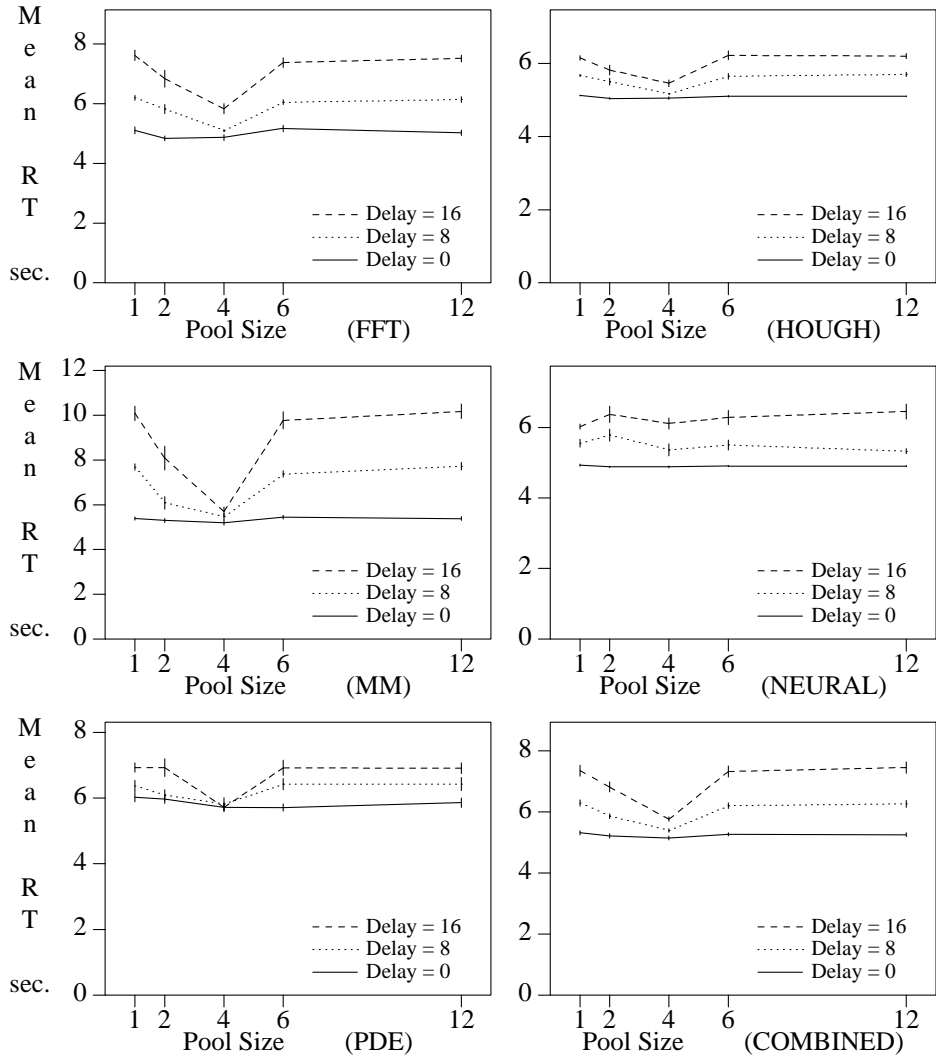 Mean RT sec.
8
6
4
2
0
Delay = 16
Delay = 8
Delay = 0
1 2 4 6 12
Pool Size (FFT)
6
4
2
0
Delay = 16
Delay = 8
Delay = 0
1 2 4 6 12
Pool Size (HOUGH)
Mean RT sec.
12
10
8
6
4
2
0
Delay = 16
Delay = 8
Delay = 0
1 2 4 6 12
Pool Size (MM)
6
4
2
0
Delay = 16
Delay = 8
Delay = 0
1 2 4 6 12
Pool Size (NEURAL)
Mean RT sec.
8
6
4
2
0
Delay = 16
Delay = 8
Delay = 0
1 2 4 6 12
Pool Size (PDE)
8
6
4
2
0
Delay = 16
Delay = 8
Delay = 0
1 2 4 6 12
Pool Size (COMBINED)